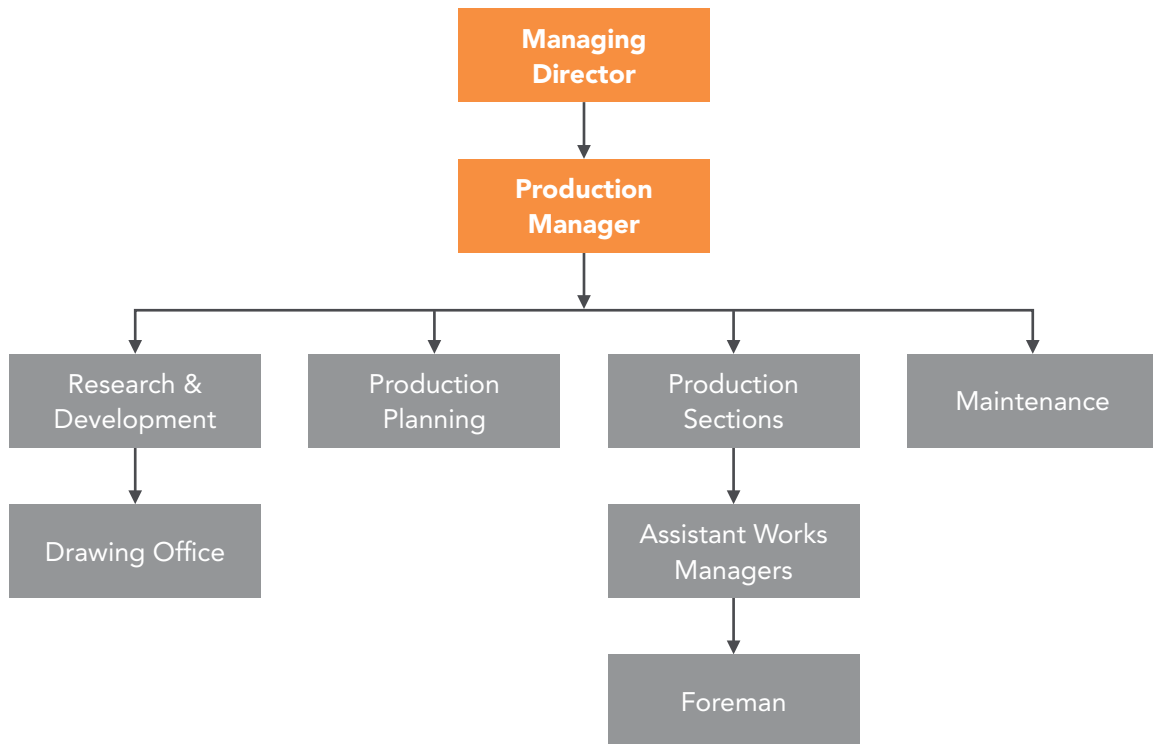 Managing
Director
Production
Manager
Research &
Development
Production
Planning
Production
Sections
Maintenance
Drawing Office
Assistant Works
Managers
Foreman